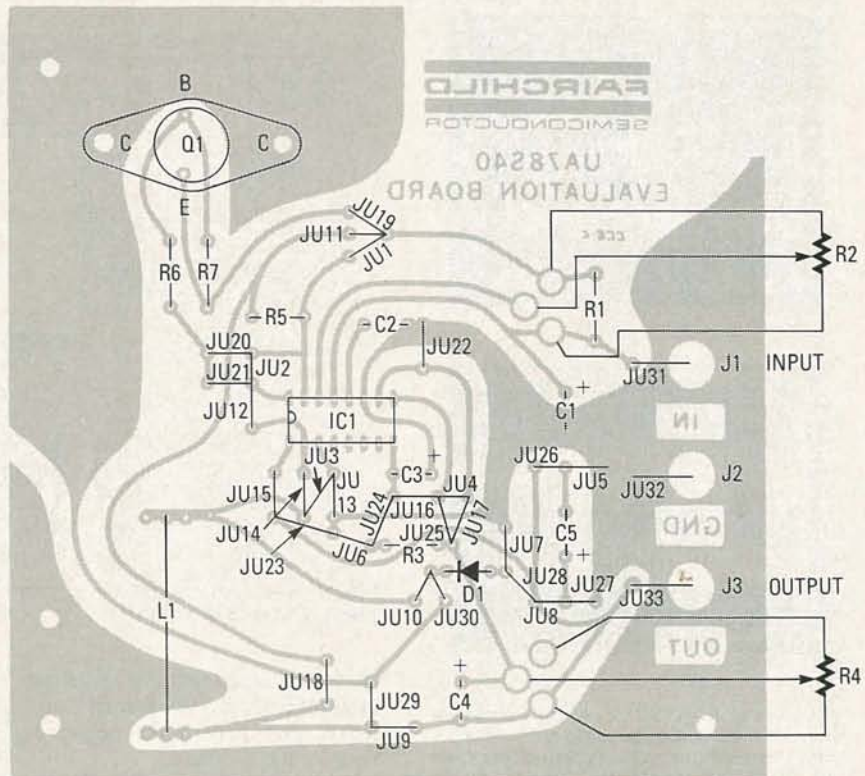 B
FAIRCHILD
SEMICONDUCTOR
C Q1 C
UA78S40
E
EVALUATION BOARD
JU19
JU11
JU1
R6 R7
R2
R1
R5 C2
JU20
JU2 JU22
JU21
JU31 J1 INPUT
JU12 IC1 C1 +
IN
JU3
JU26
JU15 JU C3 + JU4 JU5 JU32 J2
13 JU24 JU16 JU17
JU14 C5 GND
JU6 JU25 JU7
JU23 R3
JU28 + JU27
D1 JU33 J3 OUTPUT
L1 JU10 JU30 JU8
OUT
+
JU18 R4
JU29 C4
JU9